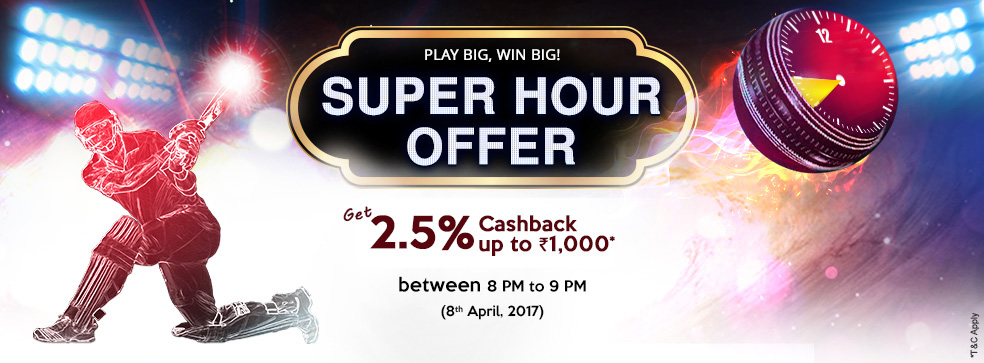 PLAY BIG, WIN BIG!
SUPER HOUR
OFFER
12
Get 2.5% Cashback
up to ₹1,000*
between 8 PM to 9 PM
(8th April, 2017)
*T&C Apply